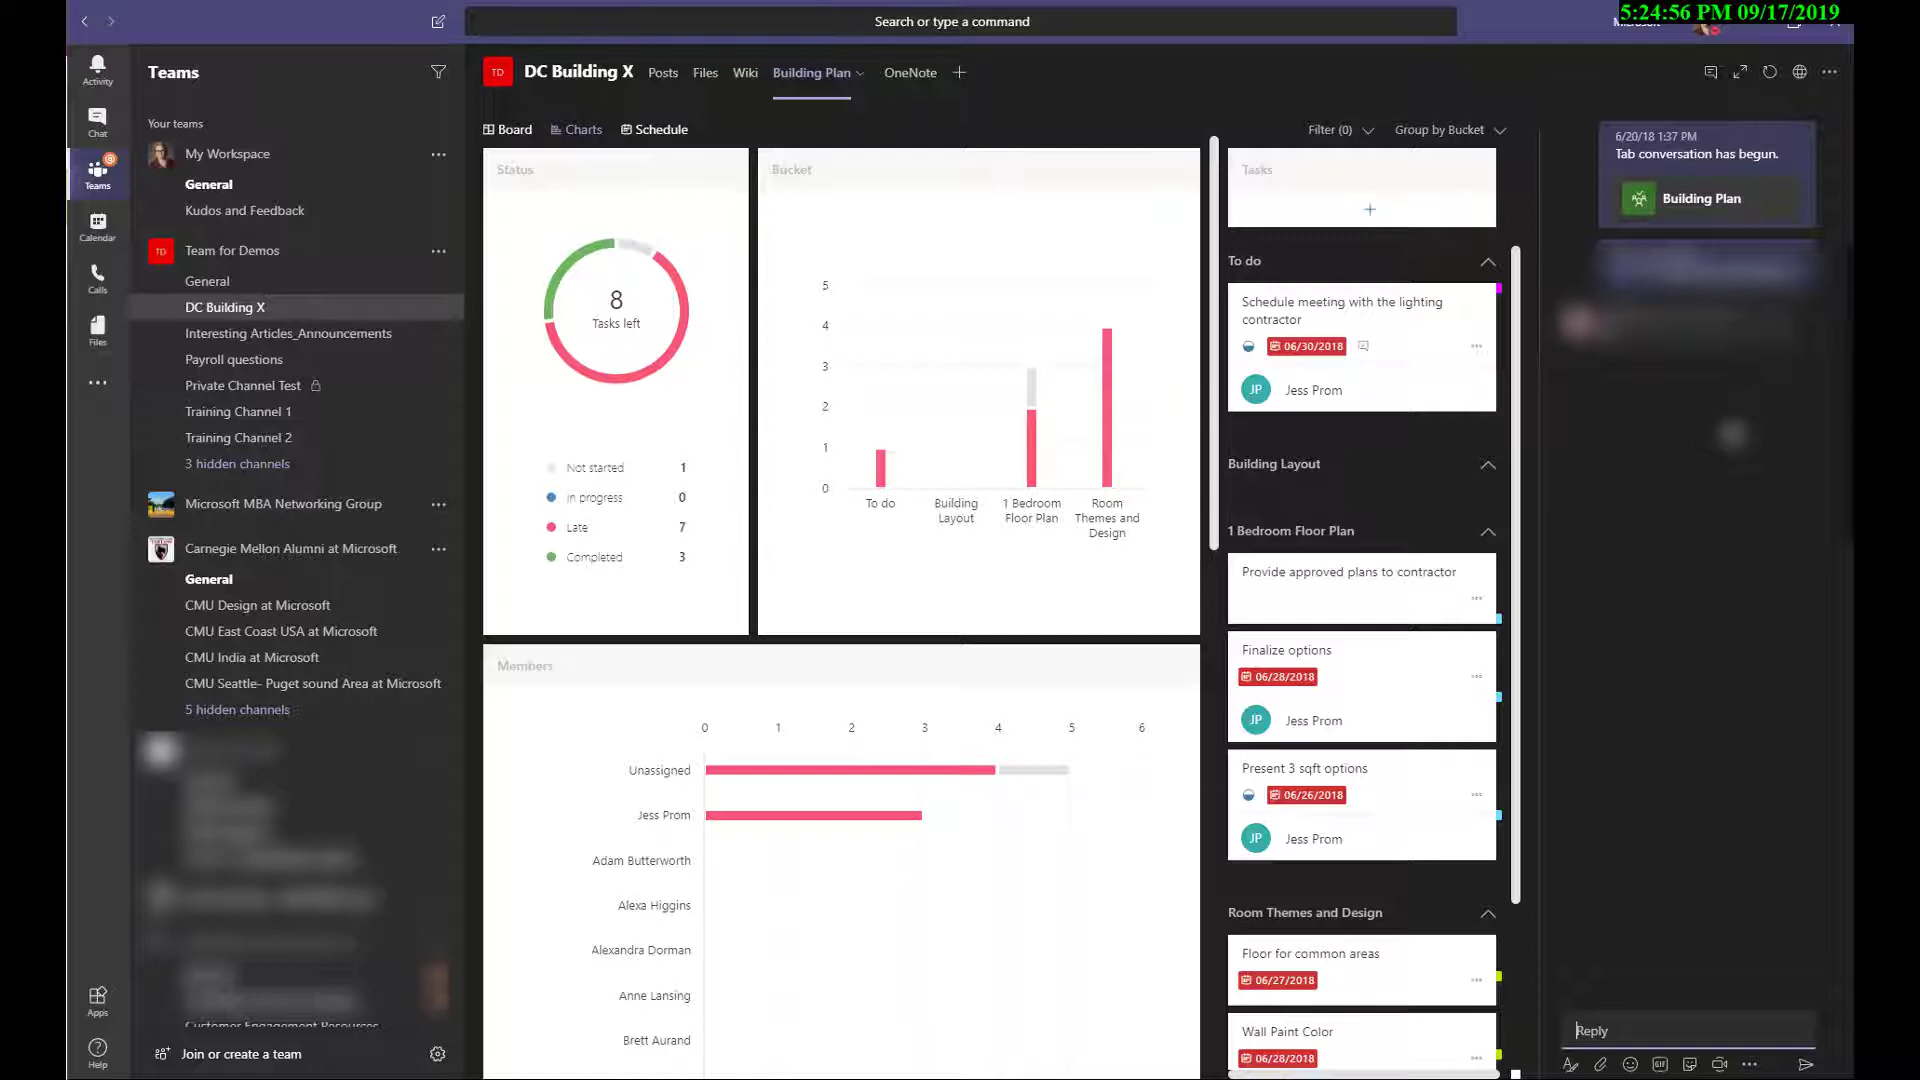 5:24:56 PM 09/17/2019
Search or type a command
Activity
Chat
Teams
Calendar
Calls
Files
Apps
Help
Teams
Your teams
My Workspace
General
Kudos and Feedback
TD Team for Demos
General
DC Building X
Interesting Articles_Announcements
Payroll questions
Private Channel Test
Training Channel 1
Training Channel 2
3 hidden channels
Microsoft MBA Networking Group
Carnegie Mellon Alumni at Microsoft
General
CMU Design at Microsoft
CMU East Coast USA at Microsoft
CMU India at Microsoft
CMU Seattle- Puget sound Area at Microsoft
5 hidden channels
Customer Engagement Resources
Join or create a team
TD DC Building X Posts Files Wiki Building Plan OneNote
Board Charts Schedule Filter (0) Group by Bucket
Status
8
Tasks left
Not started 1
In progress 0
Late 7
Completed 3
Bucket
5
4
3
2
1
0
To do
Building
Layout
1 Bedroom
Floor Plan
Room
Themes and
Design
Members
0 1 2 3 4 5 6
Unassigned
Jess Prom
Adam Butterworth
Alexa Higgins
Alexandra Dorman
Anne Lansing
Brett Aurand
Tasks
To do
Schedule meeting with the lighting
contractor
06/30/2018
JP Jess Prom
Building Layout
1 Bedroom Floor Plan
Provide approved plans to contractor
Finalize options
06/28/2018
JP Jess Prom
Present 3 sqft options
06/26/2018
JP Jess Prom
Room Themes and Design
Floor for common areas
06/27/2018
Wall Paint Color
06/28/2018
6/20/18 1:37 PM
Tab conversation has begun.
Building Plan
Reply
GIF